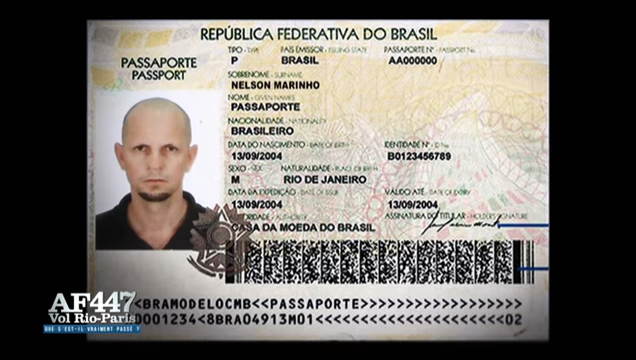 REPÚBLICA FEDERATIVA DO BRASIL
TIPO - TYPE PAÍS EMISSOR - ISSUING STATE PASSAPORTE Nº - PASSPORT No.
PASSAPORTE
PASSPORT
P BRASIL AA000000
SOBRENOME - SURNAME
NELSON MARINHO
NOME - GIVEN NAMES
PASSAPORTE
NACIONALIDADE - NATIONALITY
BRASILEIRO
DATA DO NASCIMENTO - DATE OF BIRTH IDENTIDADE Nº
13/09/2004 B0123456789
SEXO - SEX NATURALIDADE - PLACE OF BIRTH
M RIO DE JANEIRO
DATA DA EXPEDIÇÃO - DATE OF ISSUE VÁLIDO ATÉ - DATE OF EXPIRY
13/09/2004 13/09/2004
AUTHORITY ASSINATURA DO TITULAR - HOLDER'S SIGNATURE
CASA DA MOEDA DO BRASIL
<BRAMODELOCMB<<PASSAPORTE>>>>>>>>>>>>>>>>
0001234<8BRA04913M01<<<<<<<<<<<<<<<<02
AF447
Vol Rio-Paris
QUE S'EST-IL VRAIMENT PASSÉ ?